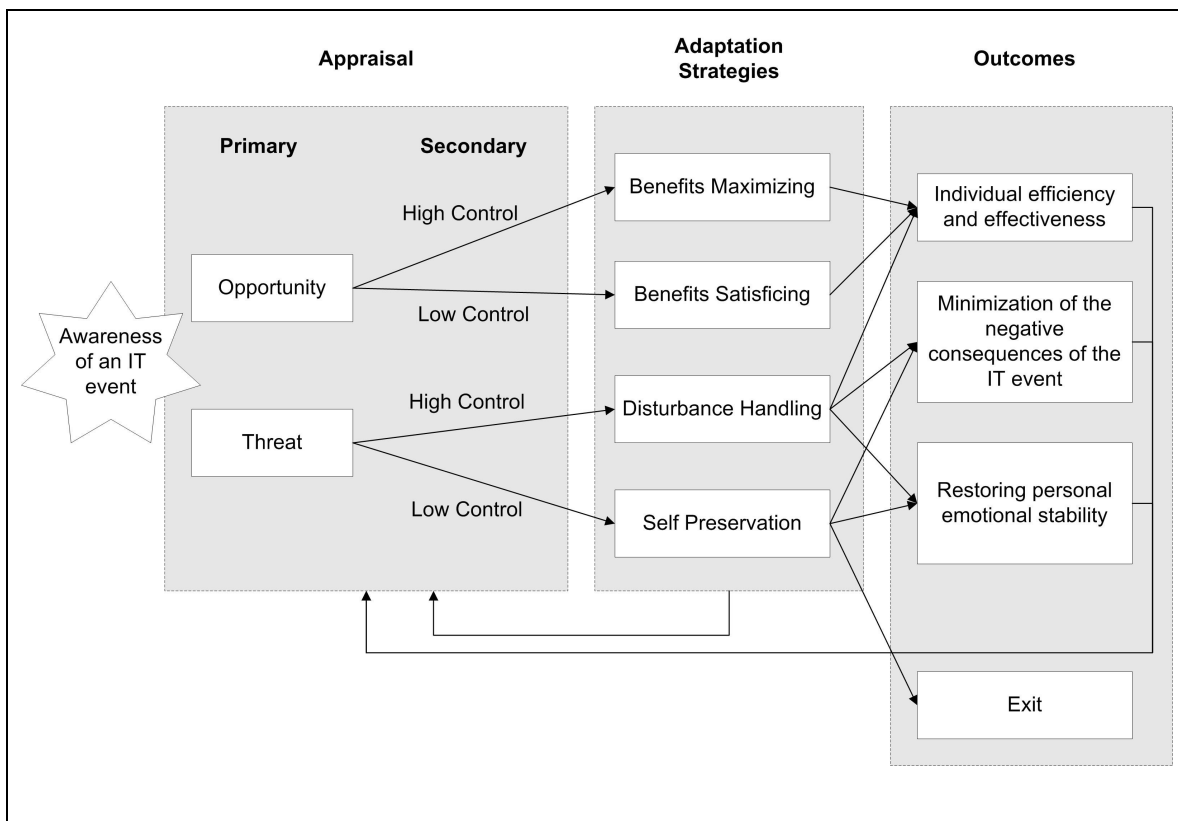 Appraisal
Adaptation
Strategies
Outcomes
Primary
Secondary
Awareness
of an IT
event
Opportunity
Threat
High Control
Low Control
High Control
Low Control
Benefits Maximizing
Benefits Satisficing
Disturbance Handling
Self Preservation
Individual efficiency
and effectiveness
Minimization of the
negative
consequences of the
IT event
Restoring personal
emotional stability
Exit